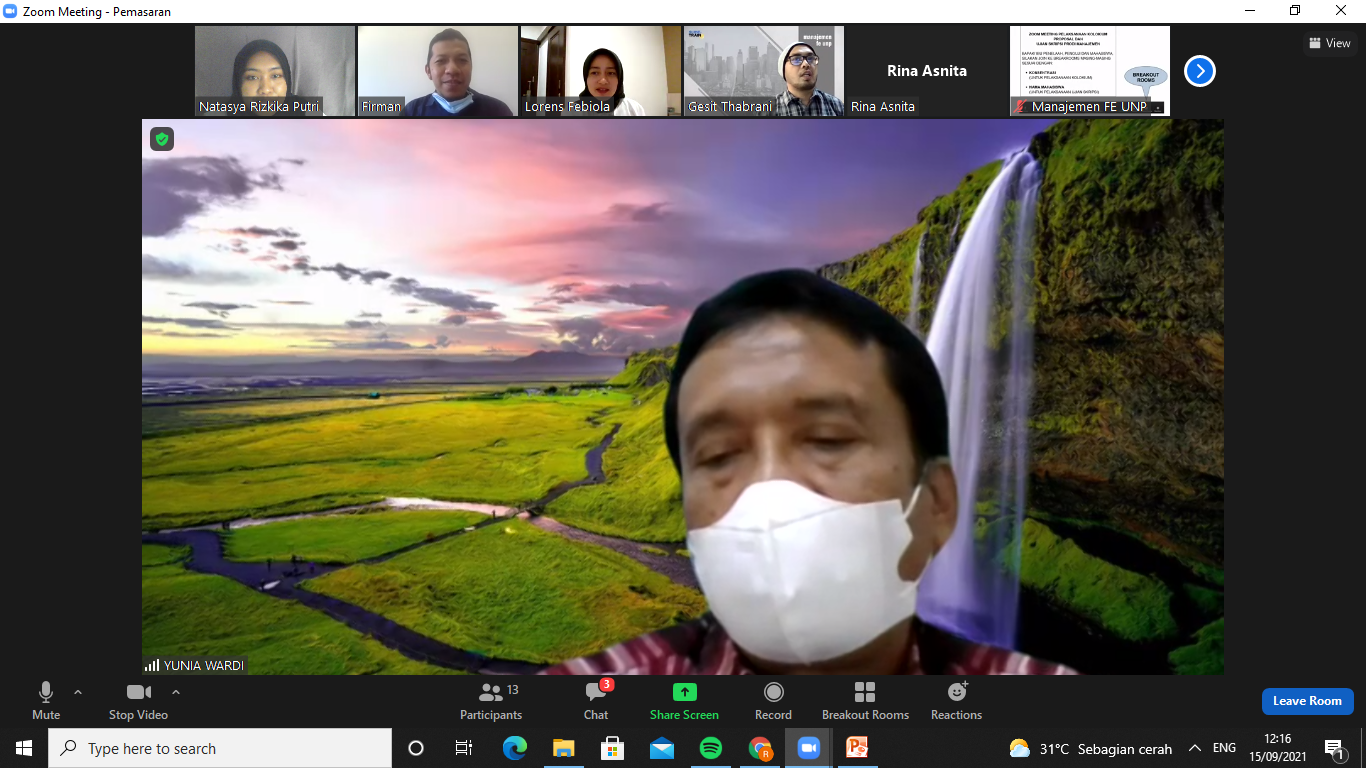 Zoom Meeting - Pemasaran
View
Natasya Rizkika Putri
Firman
Lorens Febiola
manajemen
fe unp
Gesit Thabrani
Rina Asnita
Rina Asnita
ZOOM MEETING PELAKSANAAN KOLOKIUM
PROPOSAL DAN
UJIAN SKRIPSI PRODI MANAJEMEN
BREAKOUT
ROOMS
Manajemen FE UNP
YUNIA WARDI
Mute
Stop Video
13
Participants
3
Chat
Share Screen
Record
Breakout Rooms
Reactions
Leave Room
Type here to search
31°C Sebagian cerah
ENG
12:16
15/09/2021
1